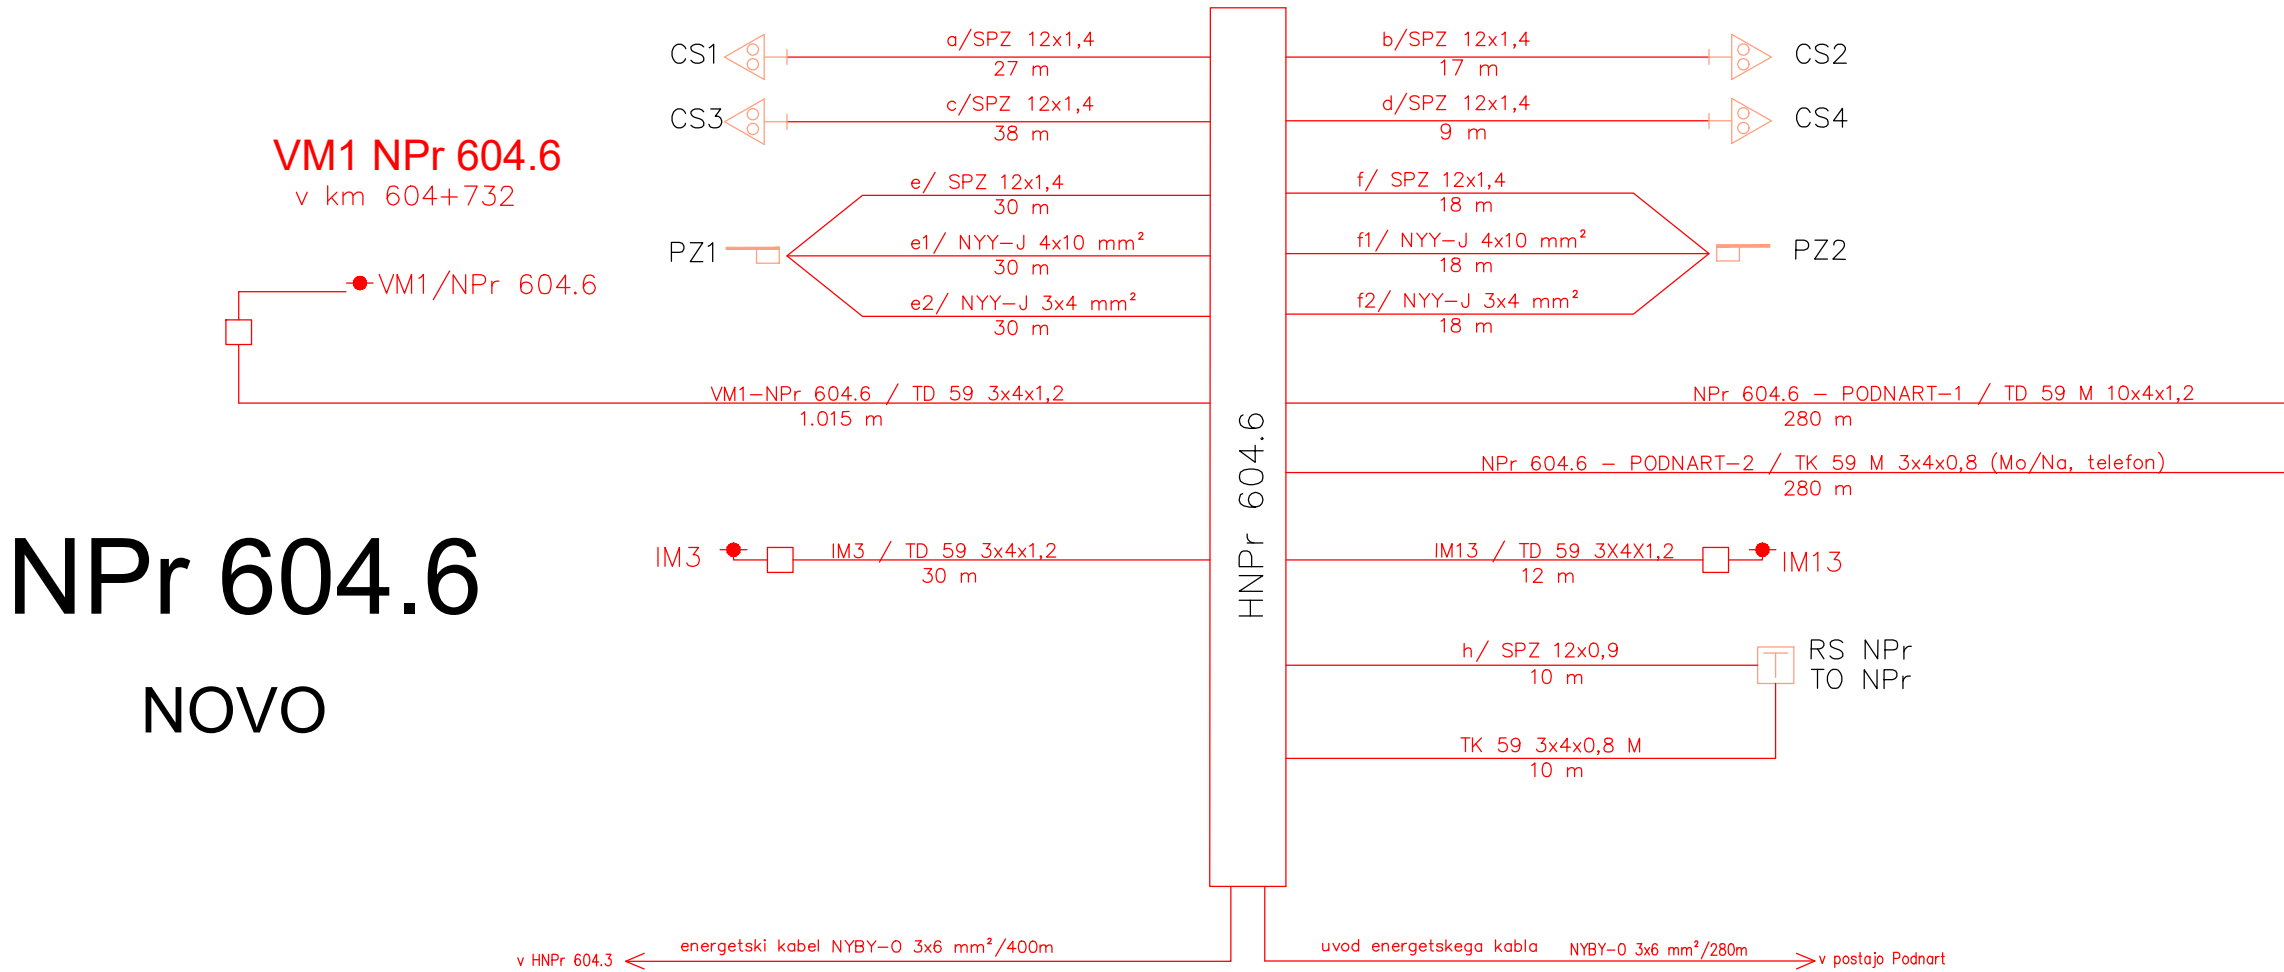 CS1
a/SPZ 12x1,4
27 m
b/SPZ 12x1,4
17 m
CS2
CS3
c/SPZ 12x1,4
38 m
d/SPZ 12x1,4
9 m
CS4
VM1 NPr 604.6
v km 604+732
e/ SPZ 12x1,4
30 m
f/ SPZ 12x1,4
18 m
PZ1
e1/ NYY-J 4x10 mm²
30 m
f1/ NYY-J 4x10 mm²
18 m
PZ2
VM1/NPr 604.6
e2/ NYY-J 3x4 mm²
30 m
f2/ NYY-J 3x4 mm²
18 m
VM1-NPr 604.6 / TD 59 3x4x1,2
1.015 m
NPr 604.6 - PODNART-1 / TD 59 M 10x4x1,2
280 m
HNPr 604.6
NPr 604.6 - PODNART-2 / TK 59 M 3x4x0,8 (Mo/Na, telefon)
280 m
NPr 604.6
NOVO
IM3
IM3 / TD 59 3x4x1,2
30 m
IM13 / TD 59 3X4X1,2
12 m
IM13
h/ SPZ 12x0,9
10 m
RS NPr
TO NPr
TK 59 3x4x0,8 M
10 m
v HNPr 604.3
energetski kabel NYBY-O 3x6 mm²/400m
uvod energetskega kabla NYBY-O 3x6 mm²/280m
v postajo Podnart